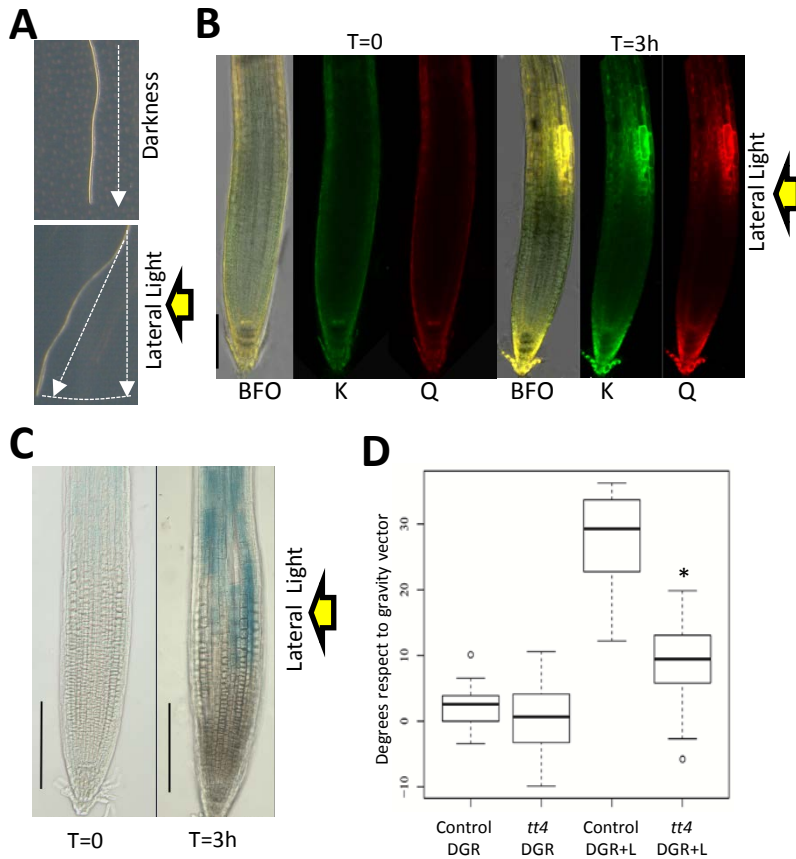 A
Darkness
Lateral Light
B
T=0
T=3h
BFO
K
Q
BFO
K
Q
Lateral Light
C
T=0
T=3h
Lateral Light
D
Degrees respect to gravity vector
30
20
10
0
-10
*
Control
DGR
tt4
DGR
Control
DGR+L
tt4
DGR+L